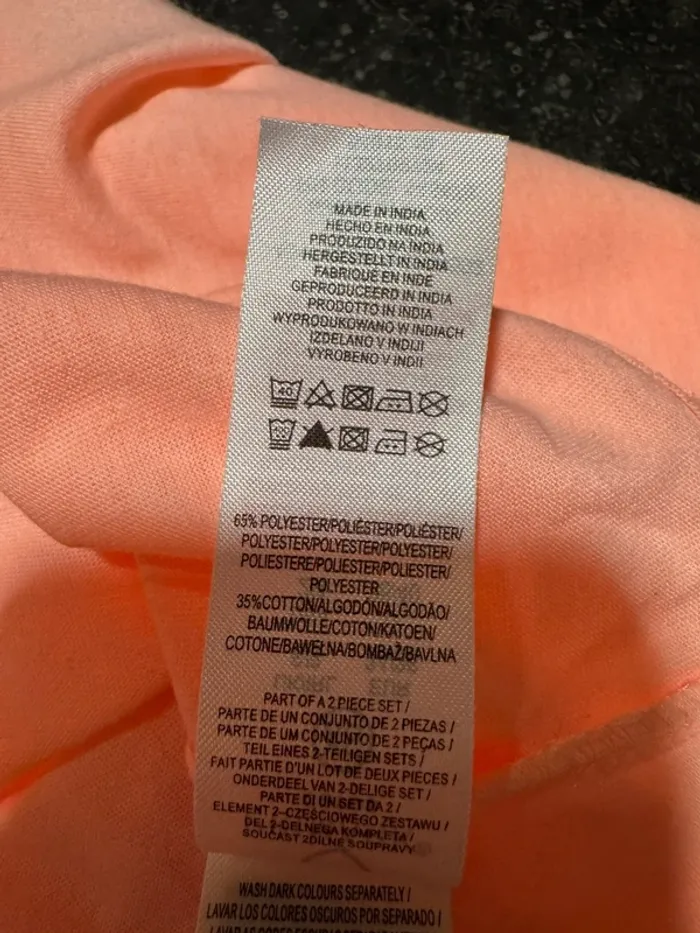 MADE IN INDIA
HECHO EN INDIA
PRODUZIDO NA ÍNDIA
HERGESTELLT IN INDIA
FABRIQUÉ EN INDE
GEPRODUCEERD IN INDIA
PRODOTTO IN INDIA
WYPRODUKOWANO W INDIACH
IZDELANO V INDIJI
VYROBENO V INDII
40
65% POLYESTER/POLIÉSTER/POLIÉSTER/
POLYESTER/POLYESTER/POLYESTER/
POLIESTERE/POLIESTER/POLIESTER/
POLYESTER
35%COTTON/ALGODÓN/ALGODÃO/
BAUMWOLLE/COTON/KATOEN/
COTONE/BAWEŁNA/BOMBAŽ/BAVLNA
PART OF A 2 PIECE SET /
PARTE DE UN CONJUNTO DE 2 PIEZAS /
PARTE DE UM CONJUNTO DE 2 PEÇAS /
TEIL EINES 2-TEILIGEN SETS /
FAIT PARTIE D'UN LOT DE DEUX PIÈCES /
ONDERDEEL VAN 2-DELIGE SET /
PARTE DI UN SET DA 2 /
ELEMENT 2-CZĘŚCIOWEGO ZESTAWU /
DEL 2-DELNEGA KOMPLETA /
SOUČÁST 2DÍLNÉ SOUPRAVY
WASH DARK COLOURS SEPARATELY /
LAVAR LOS COLORES OSCUROS POR SEPARADO /